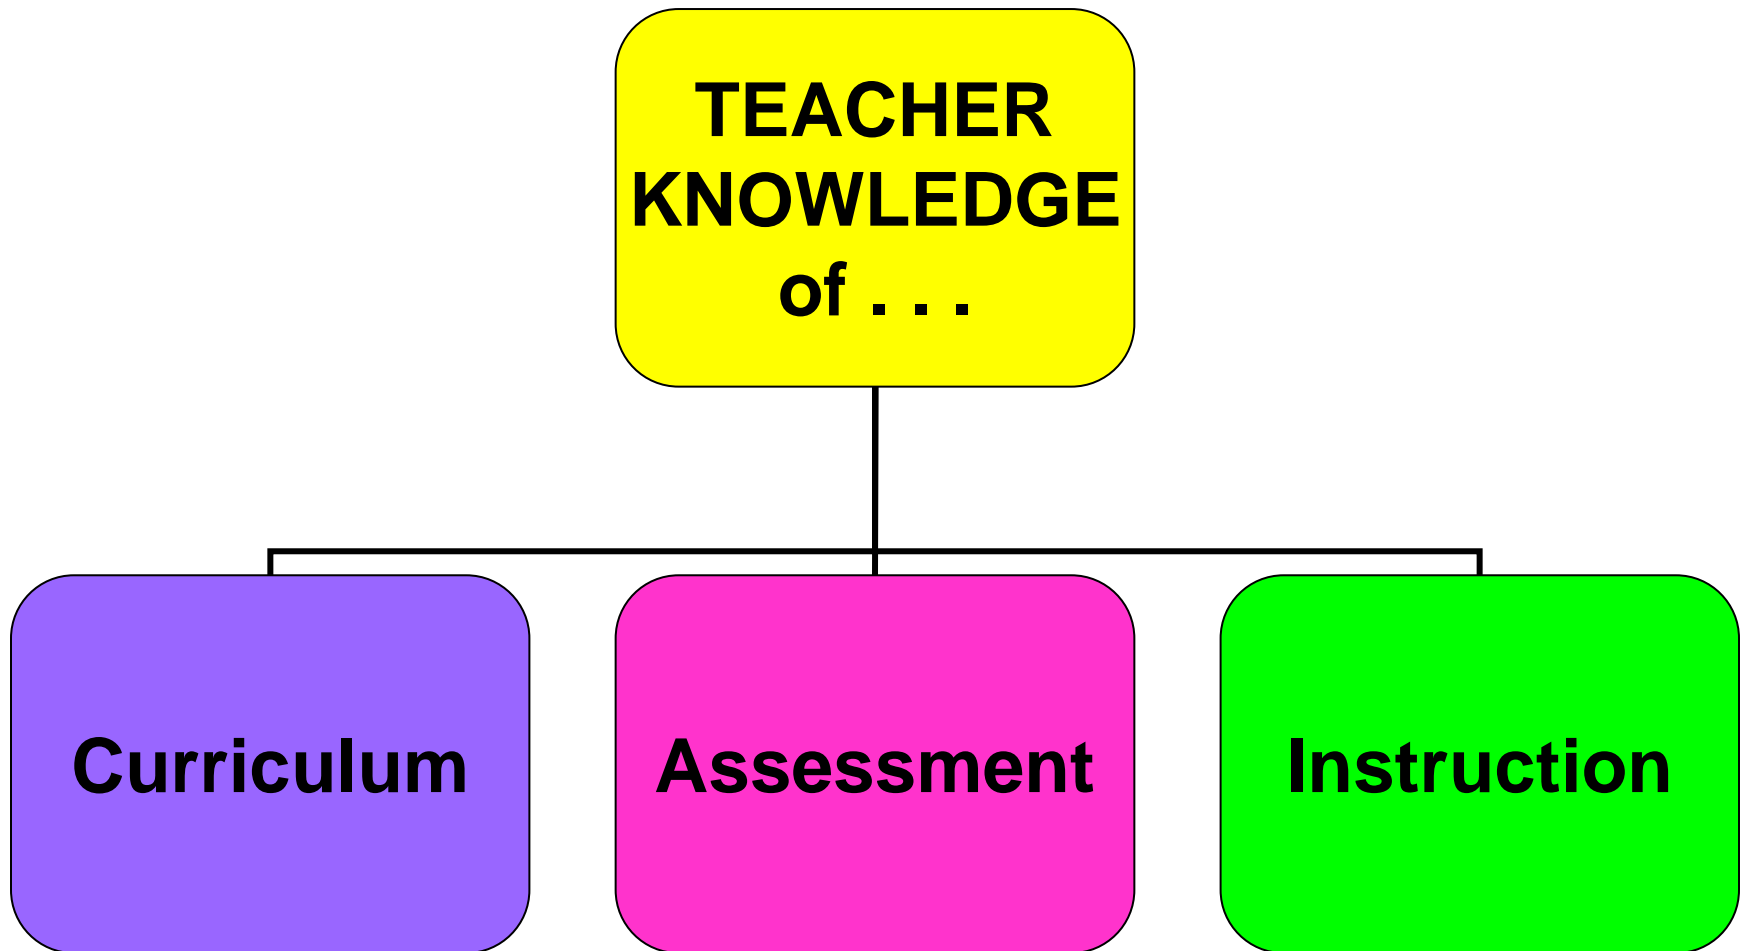 TEACHER
KNOWLEDGE
of . . .
Curriculum
Assessment
Instruction